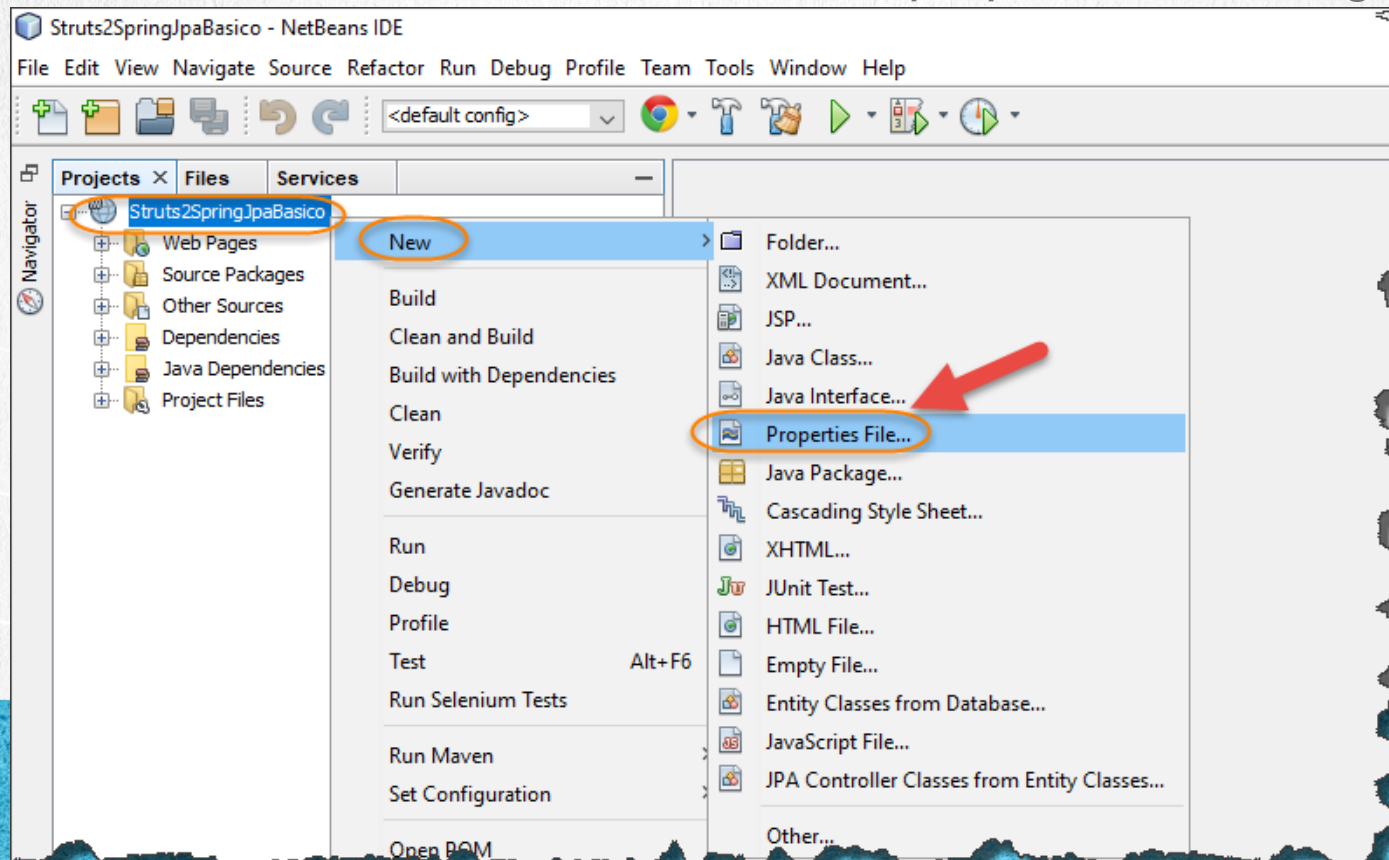 Struts2SpringJpaBasico - NetBeans IDE
File Edit View Navigate Source Refactor Run Debug Profile Team Tools Window Help
<default config>
Projects Files Services
Navigator
Struts2SpringJpaBasico
Web Pages
Source Packages
Other Sources
Dependencies
Java Dependencies
Project Files
New
Build
Clean and Build
Build with Dependencies
Clean
Verify
Generate Javadoc
Run
Debug
Profile
Test Alt+F6
Run Selenium Tests
Run Maven
Set Configuration
Open POM
Folder...
XML Document...
JSP...
Java Class...
Java Interface...
Properties File...
Java Package...
Cascading Style Sheet...
XHTML...
JUnit Test...
HTML File...
Empty File...
Entity Classes from Database...
JavaScript File...
JPA Controller Classes from Entity Classes...
Other...